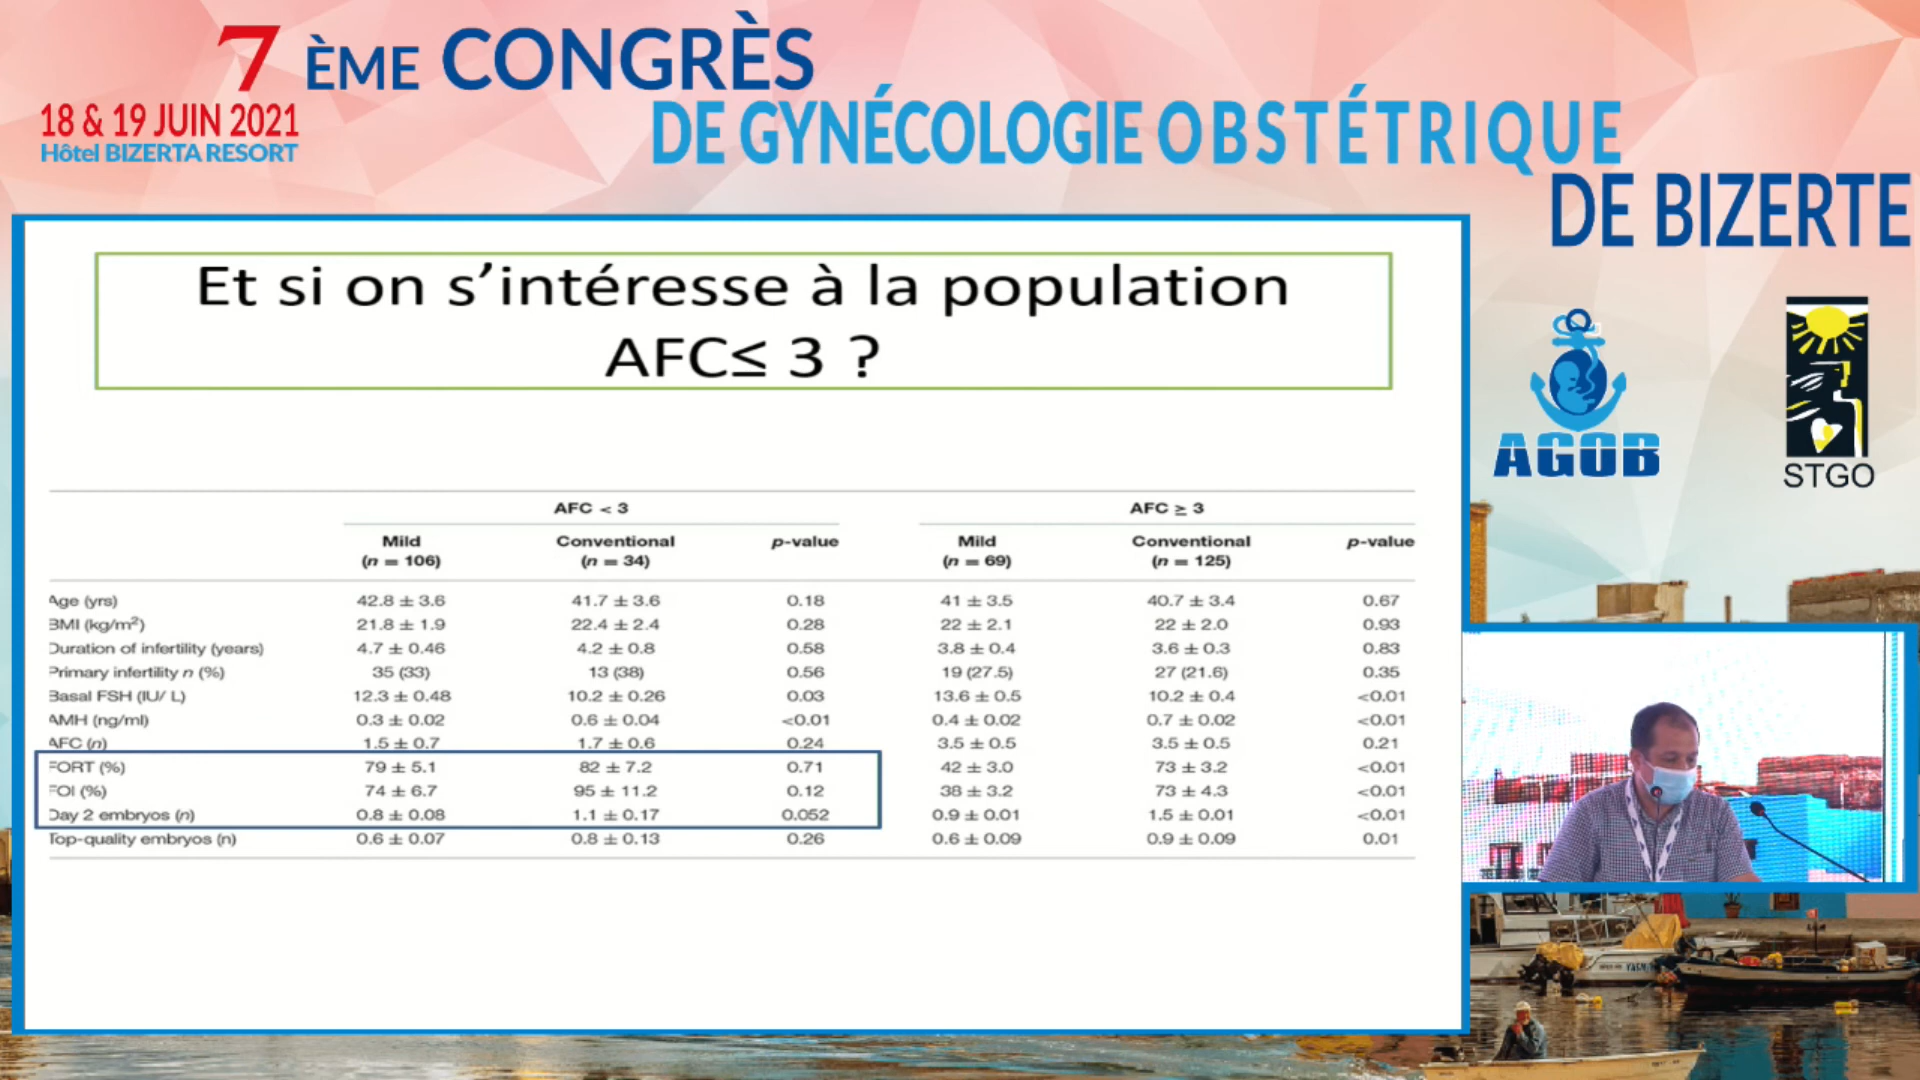 7 ÈME CONGRÈS
18 & 19 JUIN 2021
Hôtel BIZERTA RESORT
DE GYNÉCOLOGIE OBSTÉTRIQUE
DE BIZERTE
AGOB
STGO
Et si on s’intéresse à la population
AFC≤ 3 ?
AFC < 3 AFC ≥ 3
Mild Conventional p-value Mild Conventional p-value
(n = 106) (n = 34) (n = 69) (n = 125)
Age (yrs) 42.8 ± 3.6 41.7 ± 3.6 0.18 41 ± 3.5 40.7 ± 3.4 0.67
BMI (kg/m²) 21.8 ± 1.9 22.4 ± 2.4 0.28 22 ± 2.1 22 ± 2.0 0.93
Duration of infertility (years) 4.7 ± 0.46 4.2 ± 0.8 0.58 3.8 ± 0.4 3.6 ± 0.3 0.83
Primary infertility n (%) 35 (33) 13 (38) 0.56 19 (27.5) 27 (21.6) 0.35
Basal FSH (IU/ L) 12.3 ± 0.48 10.2 ± 0.26 0.03 13.6 ± 0.5 10.2 ± 0.4 <0.01
AMH (ng/ml) 0.3 ± 0.02 0.6 ± 0.04 <0.01 0.4 ± 0.02 0.7 ± 0.02 <0.01
AFC (n) 1.5 ± 0.7 1.7 ± 0.6 0.24 3.5 ± 0.5 3.5 ± 0.5 0.21
FORT (%) 79 ± 5.1 82 ± 7.2 0.71 42 ± 3.0 73 ± 3.2 <0.01
FOI (%) 74 ± 6.7 95 ± 11.2 0.12 38 ± 3.2 73 ± 4.3 <0.01
Day 2 embryos (n) 0.8 ± 0.08 1.1 ± 0.17 0.052 0.9 ± 0.01 1.5 ± 0.01 <0.01
Top-quality embryos (n) 0.6 ± 0.07 0.8 ± 0.13 0.26 0.6 ± 0.09 0.9 ± 0.09 0.01